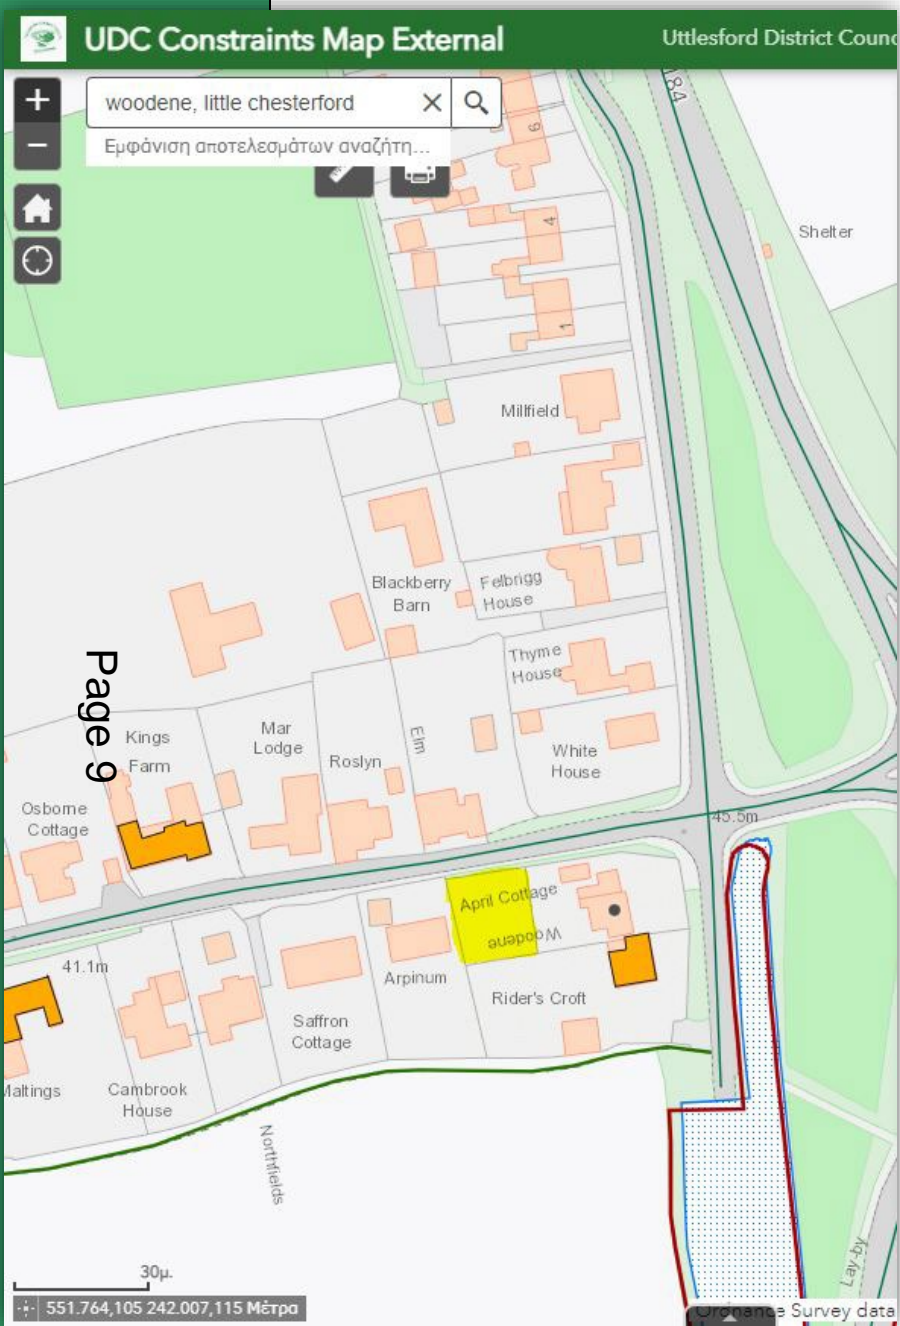 UDC Constraints Map External
Uttlesford District Counc
woodene, little chesterford
Εμφάνιση αποτελεσμάτων αναζήτη...
184
Shelter
6
4
1
Millfield
Blackberry
Barn
Felbrigg
House
Thyme
House
Page 9
Kings
Farm
Mar
Lodge
Roslyn
Elm
White
House
Osborne
Cottage
45.5m
April Cottage
Woodene
41.1m
Arpinum
Rider's Croft
Saffron
Cottage
Maltings
Cambrook
House
Northfields
Lay-by
30μ.
551.764,105 242.007,115 Μέτρα
Ordnance Survey data